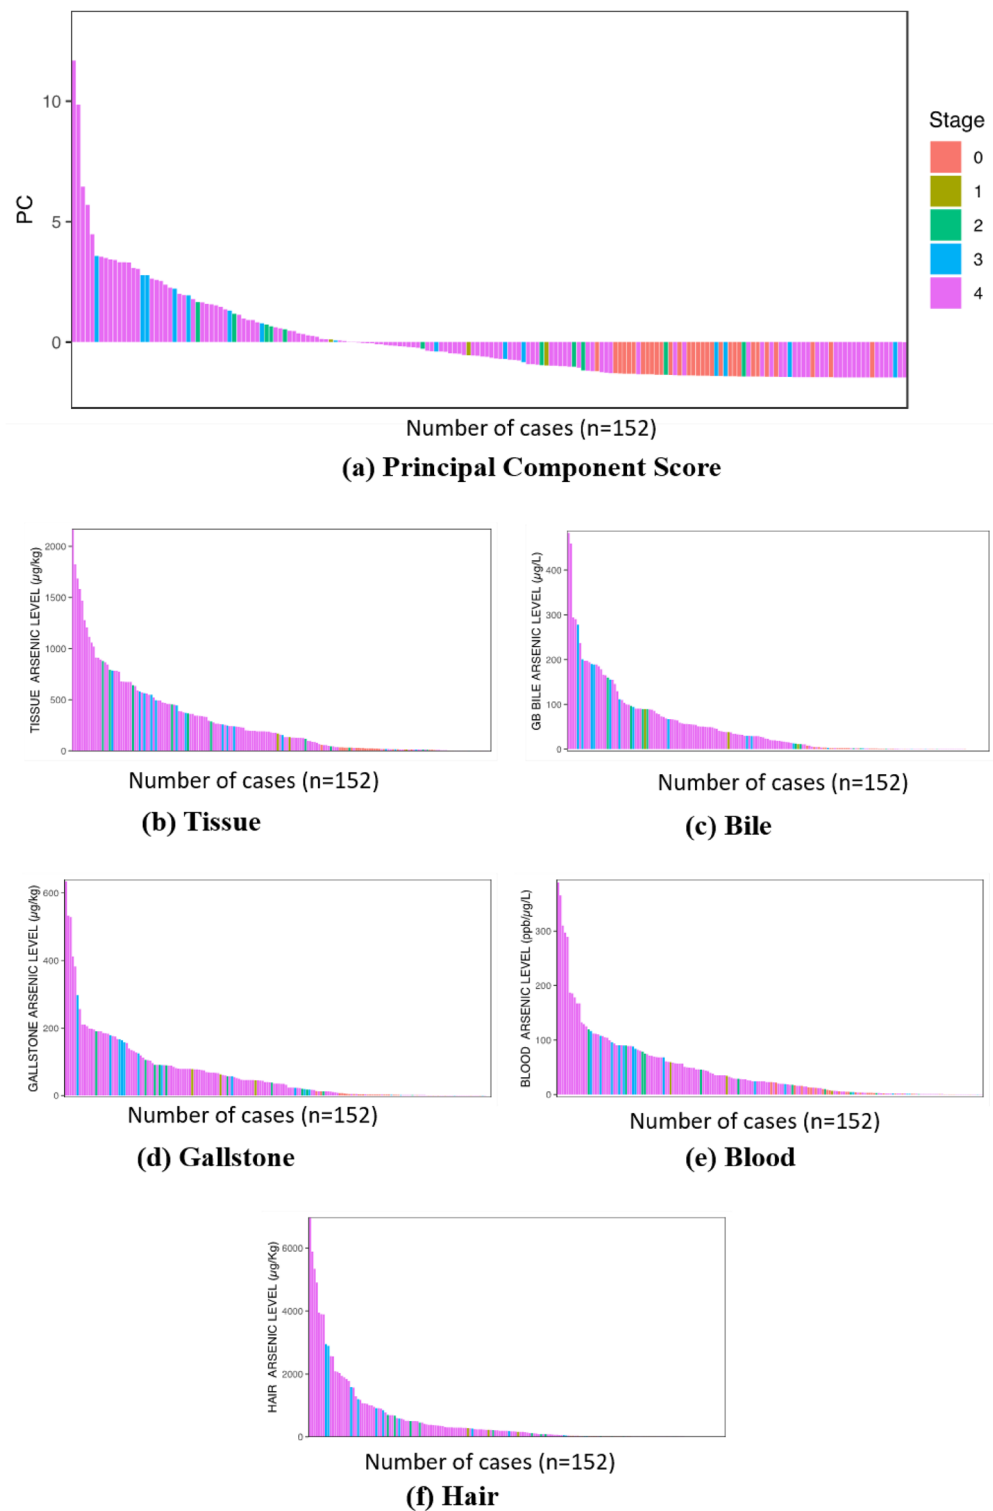 10
5
0
PC
Stage
0
1
2
3
4
Number of cases (n=152)
(a) Principal Component Score
TISSUE ARSENIC LEVEL (µg/kg)
2000
1500
1000
500
0
Number of cases (n=152)
(b) Tissue
GB BILE ARSENIC LEVEL (µg/L)
400
300
200
100
0
Number of cases (n=152)
(c) Bile
GALLSTONE ARSENIC LEVEL (µg/kg)
600
400
200
0
Number of cases (n=152)
(d) Gallstone
BLOOD ARSENIC LEVEL (ppb/µg/L)
300
200
100
0
Number of cases (n=152)
(e) Blood
HAIR ARSENIC LEVEL (µg/Kg)
6000
4000
2000
0
Number of cases (n=152)
(f) Hair